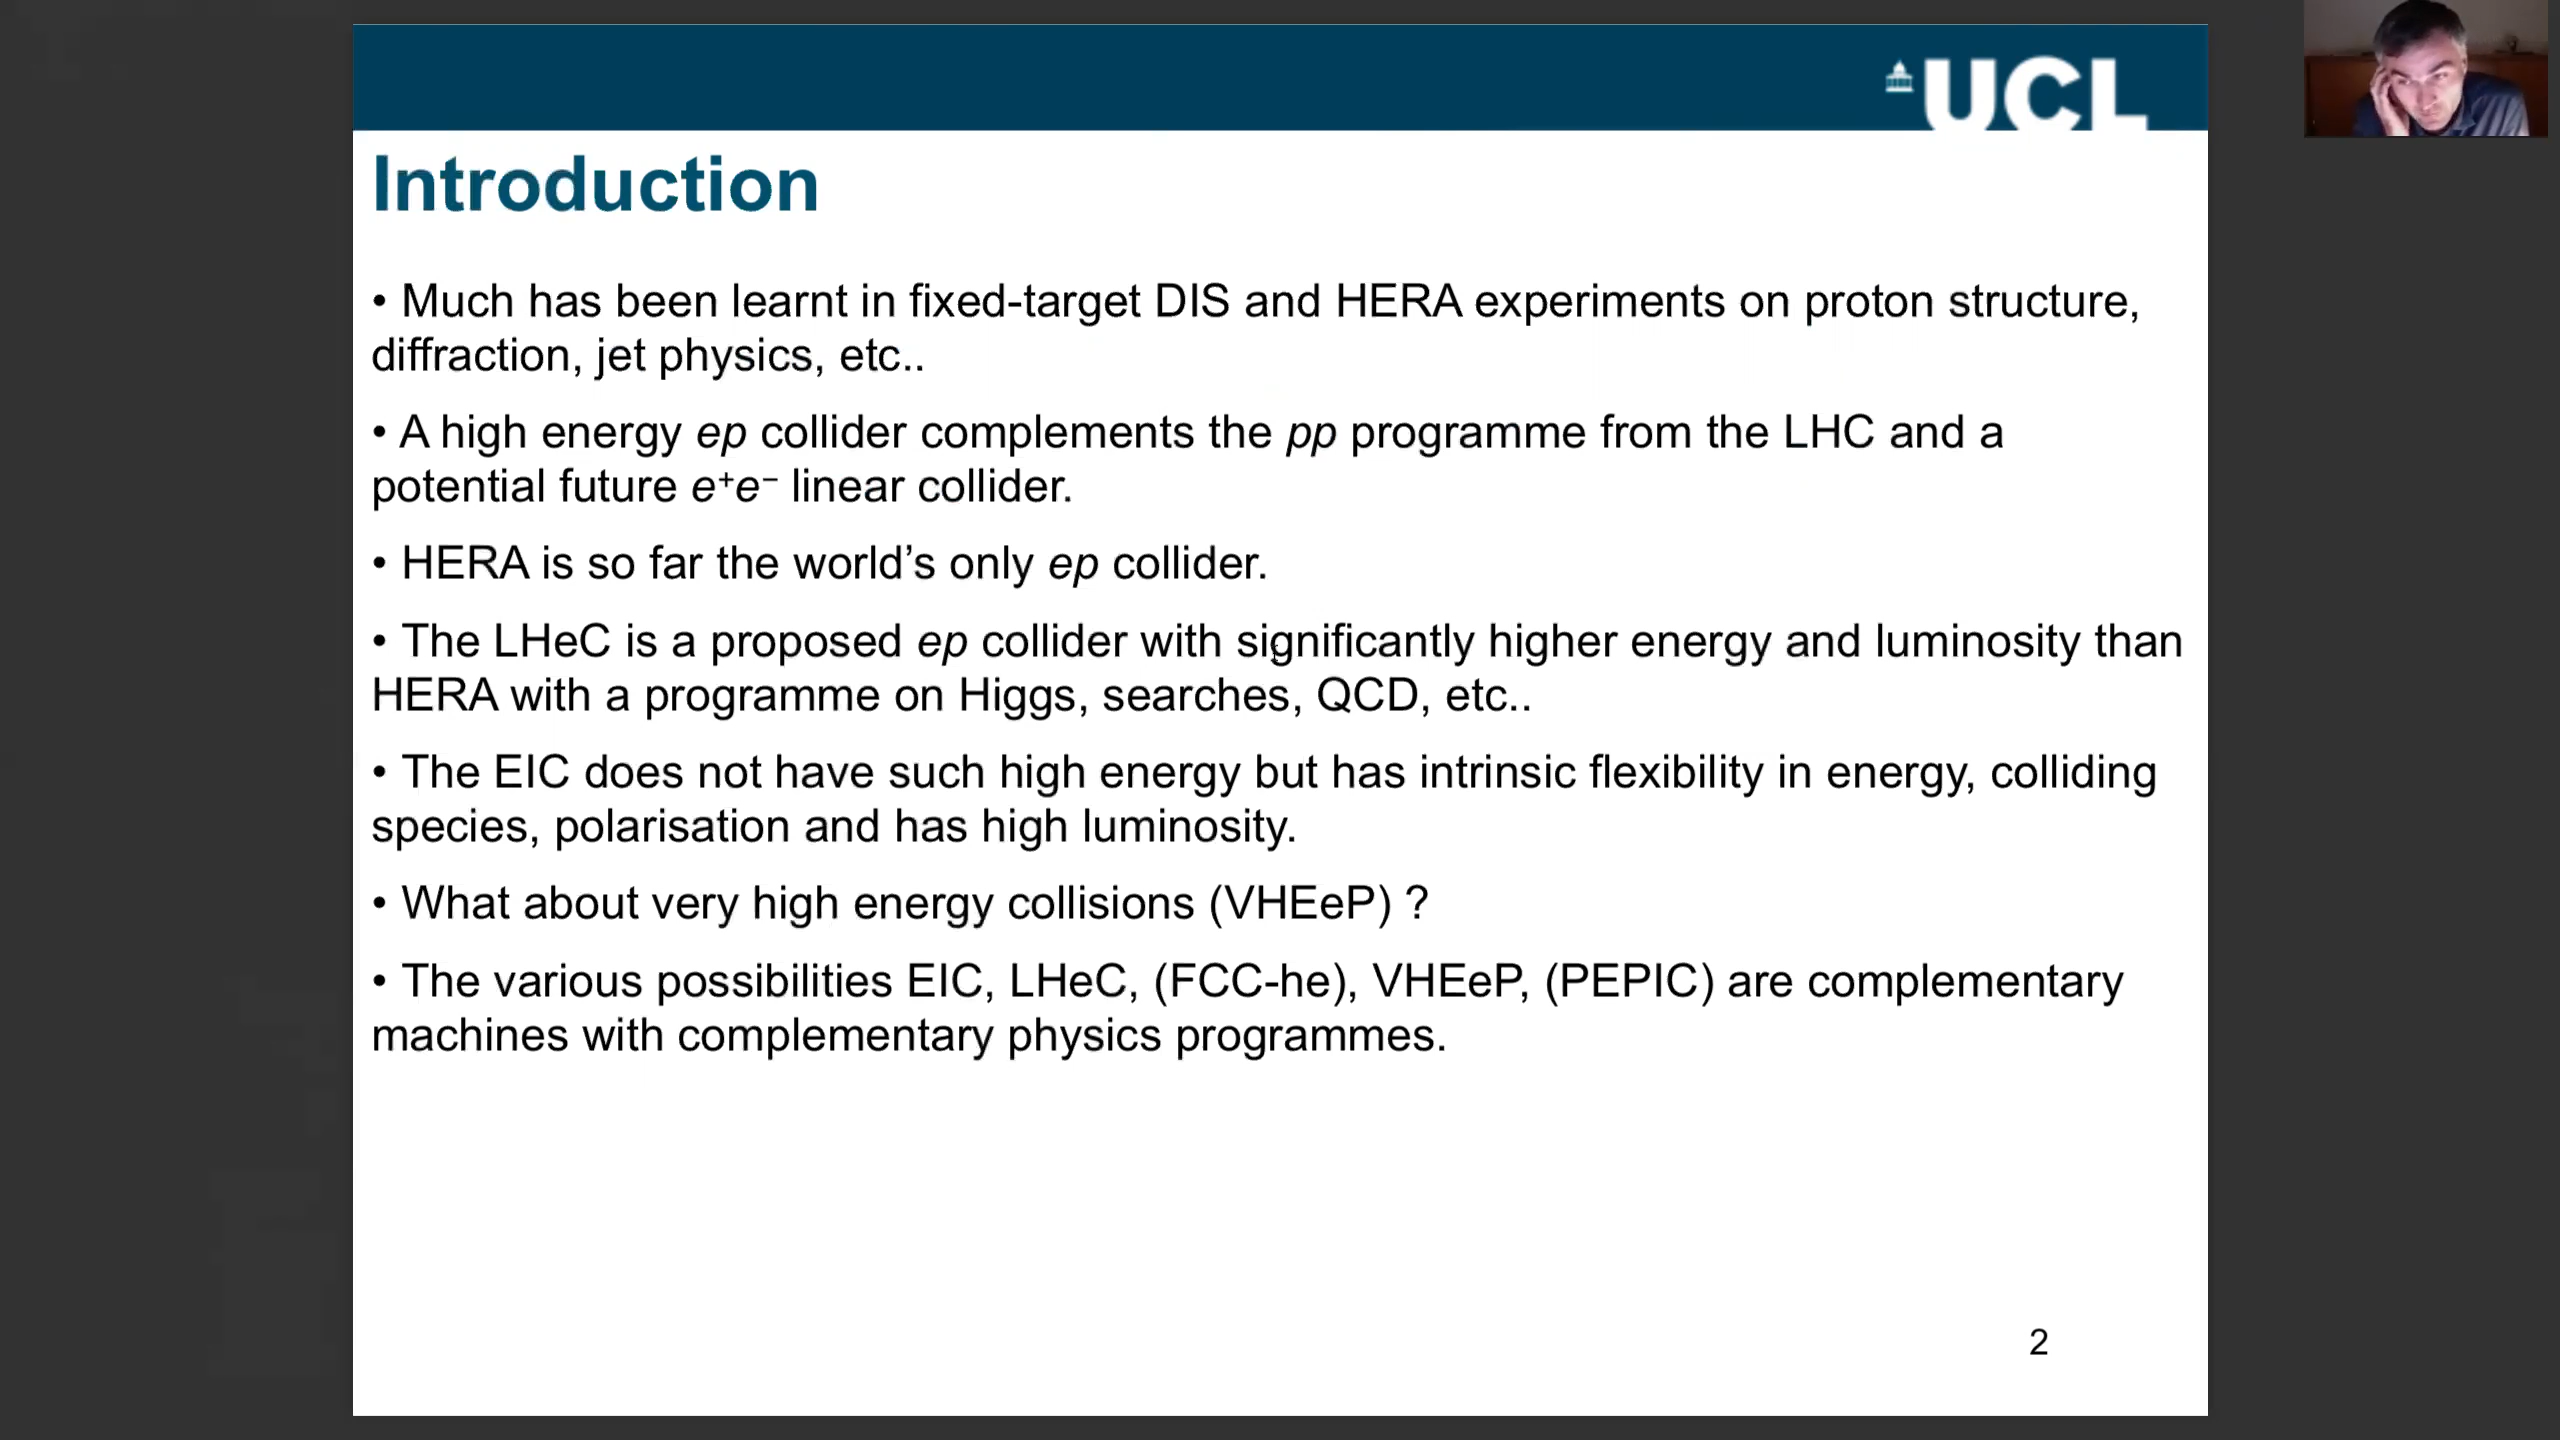 UCL
Introduction
• Much has been learnt in fixed-target DIS and HERA experiments on proton structure,
diffraction, jet physics, etc..
• A high energy ep collider complements the pp programme from the LHC and a
potential future e⁺e⁻ linear collider.
• HERA is so far the world’s only ep collider.
• The LHeC is a proposed ep collider with significantly higher energy and luminosity than
HERA with a programme on Higgs, searches, QCD, etc..
• The EIC does not have such high energy but has intrinsic flexibility in energy, colliding
species, polarisation and has high luminosity.
• What about very high energy collisions (VHEeP) ?
• The various possibilities EIC, LHeC, (FCC-he), VHEeP, (PEPIC) are complementary
machines with complementary physics programmes.
2